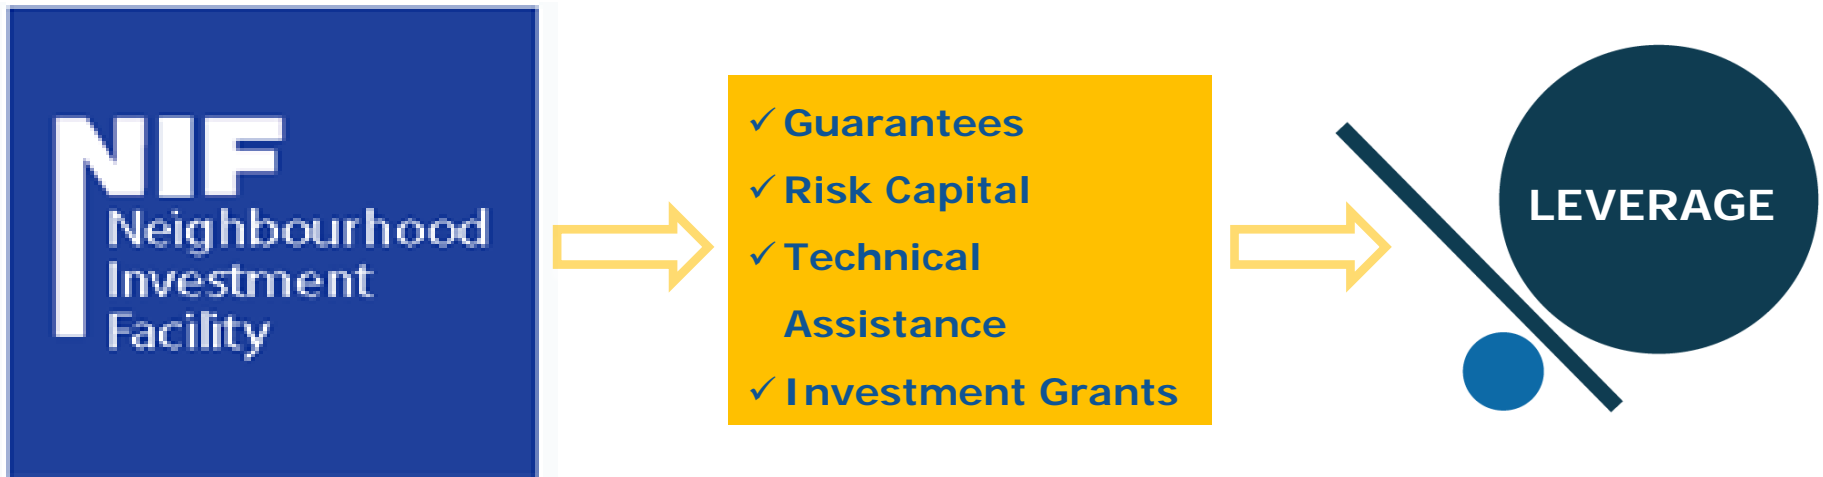 NIF
Neighbourhood
Investment
Facility
✓ Guarantees
✓ Risk Capital
✓ Technical
Assistance
✓ Investment Grants
LEVERAGE